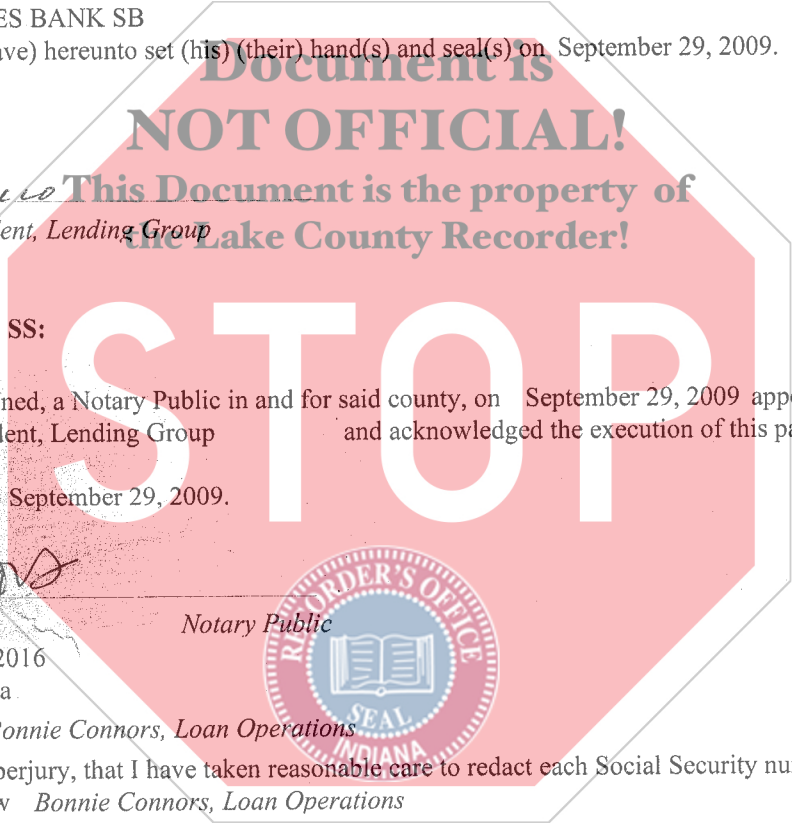 ES BANK SB
ave) hereunto set (his) (their) hand(s) and seal(s) on September 29, 2009.
Document is
NOT OFFICIAL!
This Document is the property of
ent, Lending Group
the Lake County Recorder!
SS:
STOP
ned, a Notary Public in and for said county, on September 29, 2009 appe
dent, Lending Group and acknowledged the execution of this pa
September 29, 2009.
Notary Public
2016
a
Bonnie Connors, Loan Operations
perjury, that I have taken reasonable care to redact each Social Security nu
w Bonnie Connors, Loan Operations
RECORDER'S OFFICE
SEAL
INDIANA